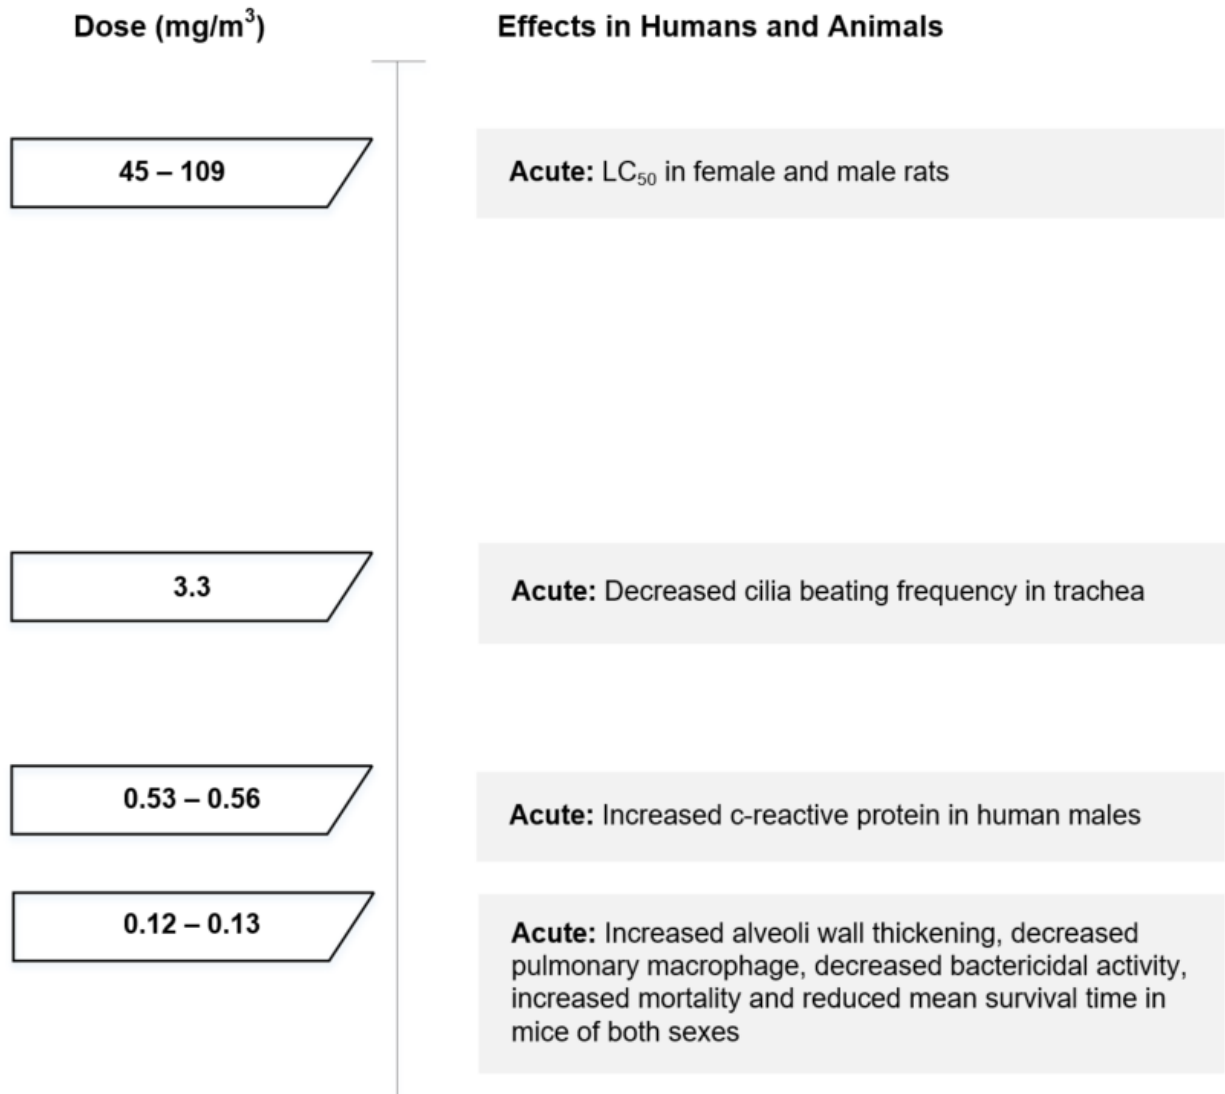 Dose (mg/m³)
Effects in Humans and Animals
45 – 109
Acute: LC₅₀ in female and male rats
3.3
Acute: Decreased cilia beating frequency in trachea
0.53 – 0.56
Acute: Increased c-reactive protein in human males
0.12 – 0.13
Acute: Increased alveoli wall thickening, decreased
pulmonary macrophage, decreased bactericidal activity,
increased mortality and reduced mean survival time in
mice of both sexes